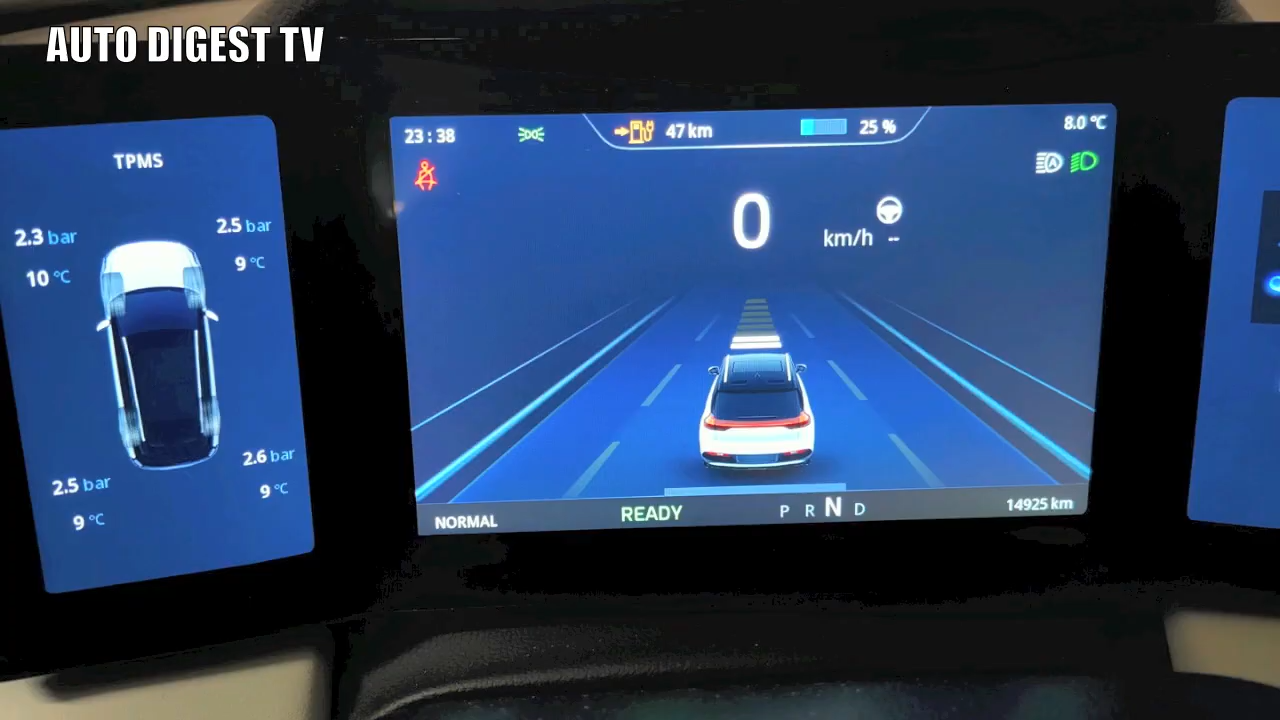 AUTO DIGEST TV
TPMS
2.3 bar
2.5 bar
10 °C
9 °C
2.5 bar
2.6 bar
9 °C
9 °C
23:38
47 km
25 %
8.0 °C
0
km/h --
NORMAL
READY
P R N D
14925 km